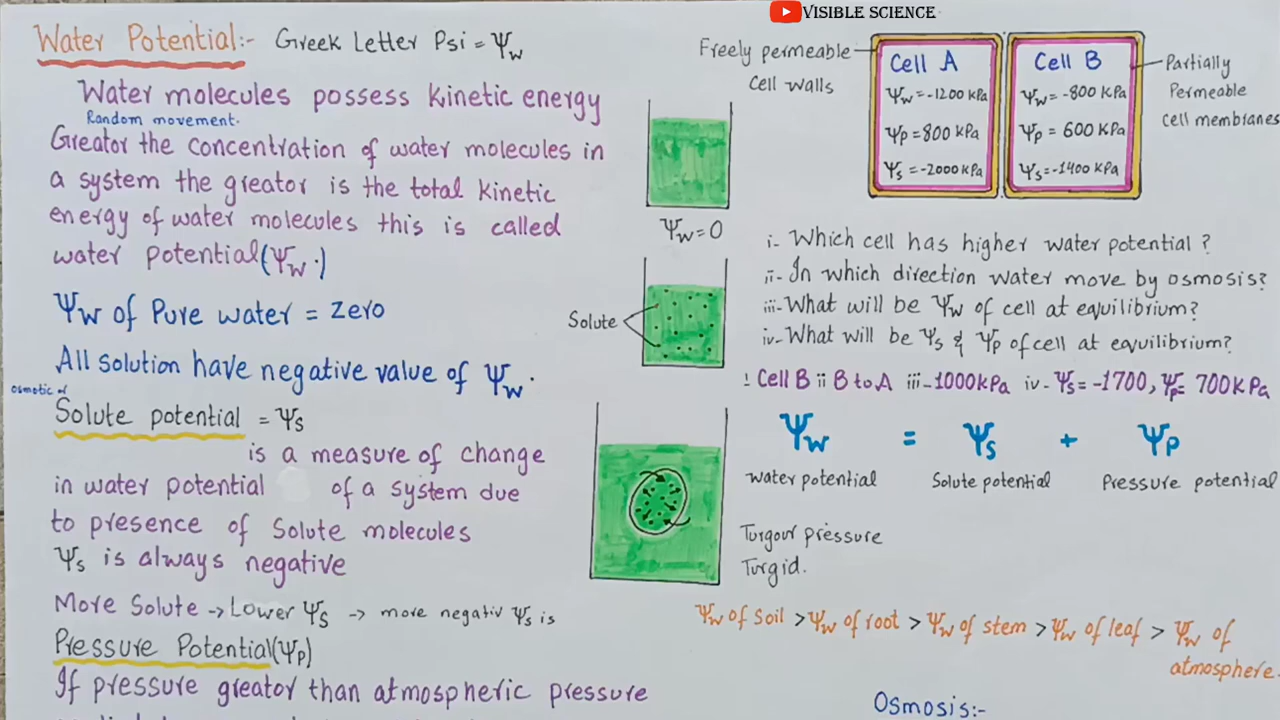 VISIBLE SCIENCE
Water Potential:- Greek Letter Psi = Ψw
Water molecules possess kinetic energy
Random movement.
Greator the concentration of water molecules in
a system the greator is the total kinetic
energy of water molecules this is called
water potential(Ψw.)
Ψw of Pure water = zero
All solution have negative value of Ψw.
osmotic
Solute potential = Ψs
is a measure of change
in water potential of a system due
to presence of solute molecules
Ψs is always negative
More Solute → Lower Ψs → more negativ Ψs is
Pressure Potential(Ψp)
If pressure greator than atmospheric pressure
Ψw = 0
Solute
Freely permeable
Cell walls
Cell A
Ψw = -1200 kPa
Ψp = 800 kPa
Ψs = -2000 kPa
Cell B
Ψw = -800 kPa
Ψp = 600 kPa
Ψs = -1400 kPa
Partially
Permeable
cell membranes
i- Which cell has higher water potential?
ii- In which direction water move by osmosis?
iii- What will be Ψw of cell at equilibrium?
iv- What will be Ψs & Ψp of cell at equilibrium?
i Cell B ii B to A iii -1000kPa iv- Ψs = -1700, Ψp= 700KPa
Ψw = Ψs + Ψp
Water potential Solute potential Pressure potential
Turgour pressure
Turgid.
Ψw of Soil > Ψw of root > Ψw of stem > Ψw of leaf > Ψw of
atmosphere.
Osmosis:-